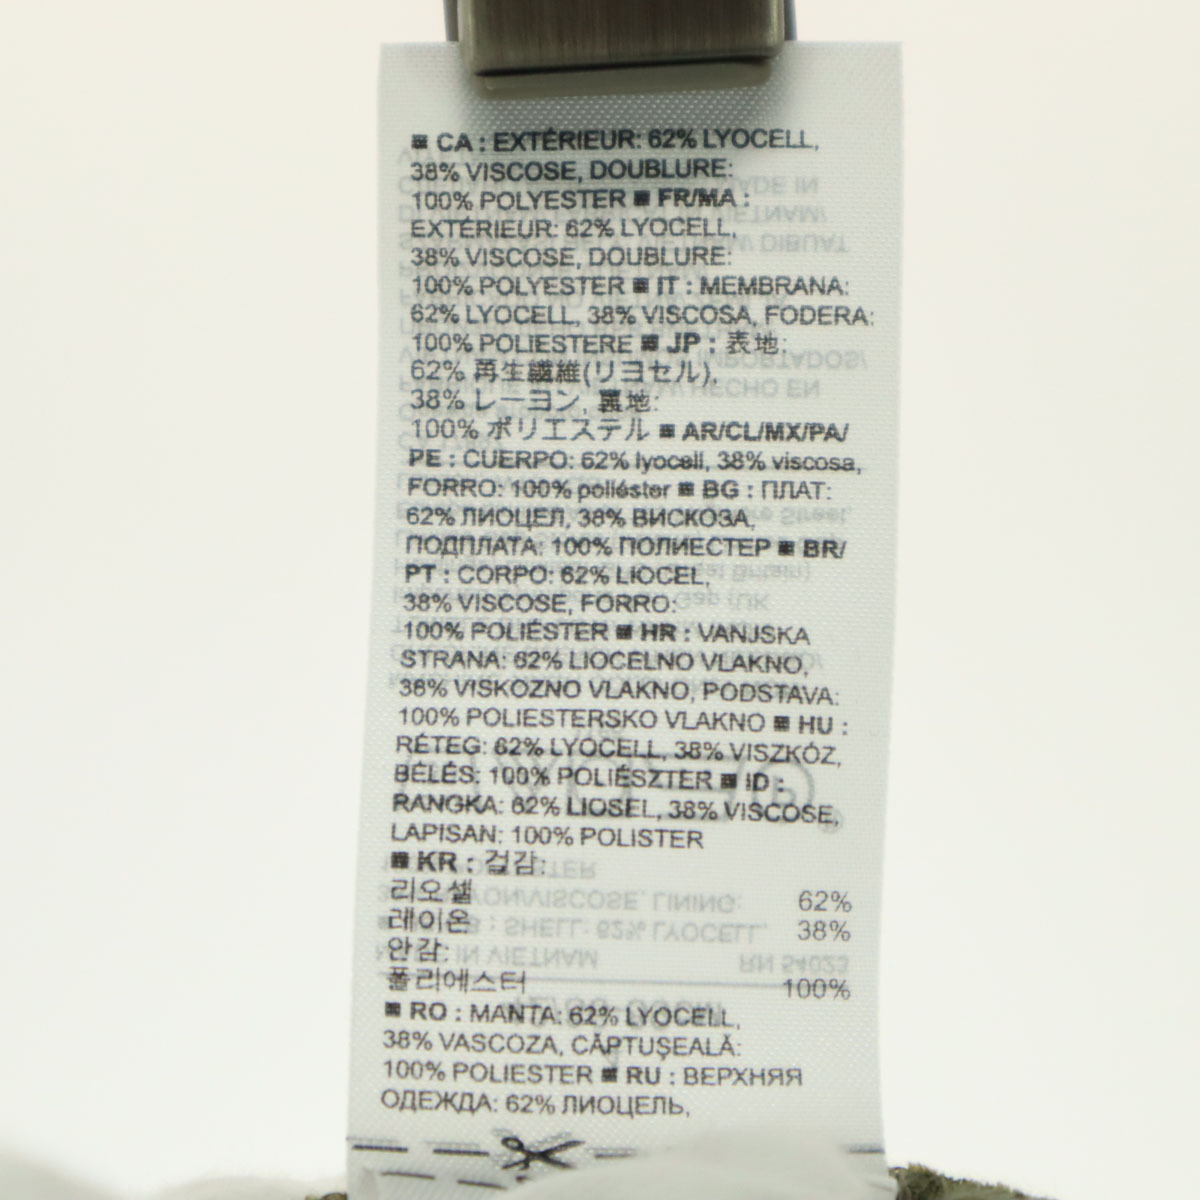 ■ CA : EXTÉRIEUR: 62% LYOCELL,
38% VISCOSE, DOUBLURE:
100% POLYESTER ■ FR/MA :
EXTÉRIEUR: 62% LYOCELL,
38% VISCOSE, DOUBLURE:
100% POLYESTER ■ IT : MEMBRANA:
62% LYOCELL, 38% VISCOSA, FODERA:
100% POLIESTERE ■ JP : 表地:
62% 再生繊維(リヨセル),
38% レーヨン, 裏地:
100% ポリエステル ■ AR/CL/MX/PA/
PE : CUERPO: 62% lyocell, 38% viscosa,
FORRO: 100% poliéster ■ BG : ПЛАТ:
62% ЛИОЦЕЛ, 38% ВИСКОЗА,
ПОДПЛАТА: 100% ПОЛИЕСТЕР ■ BR/
PT : CORPO: 62% LIOCEL,
38% VISCOSE, FORRO:
100% POLIÉSTER ■ HR : VANJSKA
STRANA: 62% LIOCELNO VLAKNO,
38% VISKOZNO VLAKNO, PODSTAVA:
100% POLIESTERSKO VLAKNO ■ HU :
RÉTEG: 62% LYOCELL, 38% VISZKÓZ,
BÉLÉS: 100% POLIÉSZTER ■ ID :
RANGKA: 62% LIOSEL, 38% VISCOSE,
LAPISAN: 100% POLISTER
■ KR : 겉감:
리오셀 62%
레이온 38%
안감:
폴리에스터 100%
■ RO : MANTA: 62% LYOCELL,
38% VASCOZA, CĂPTUŞEALĂ:
100% POLIESTER ■ RU : ВЕРХНЯЯ
ОДЕЖДА: 62% ЛИОЦЕЛЬ,